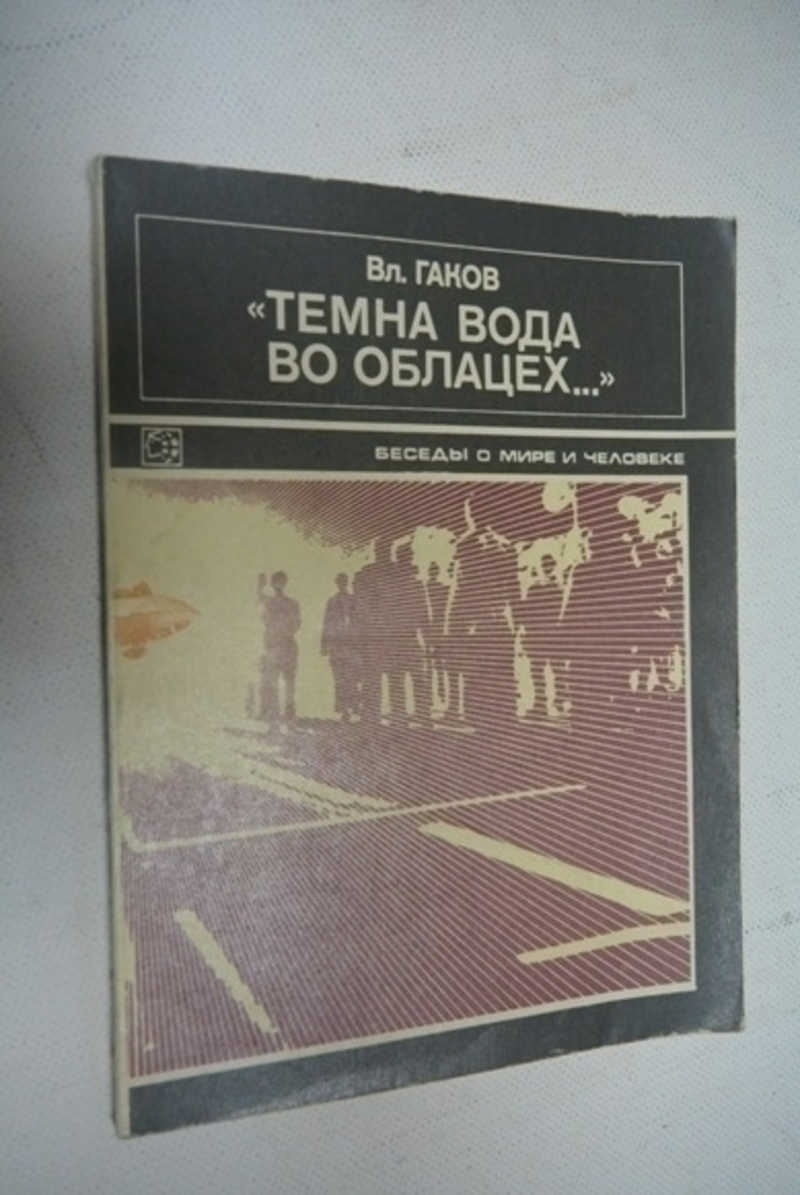 Вл. ГАКОВ
«ТЕМНА ВОДА
ВО ОБЛАЦЕХ...»
БЕСЕДЫ О МИРЕ И ЧЕЛОВЕКЕ